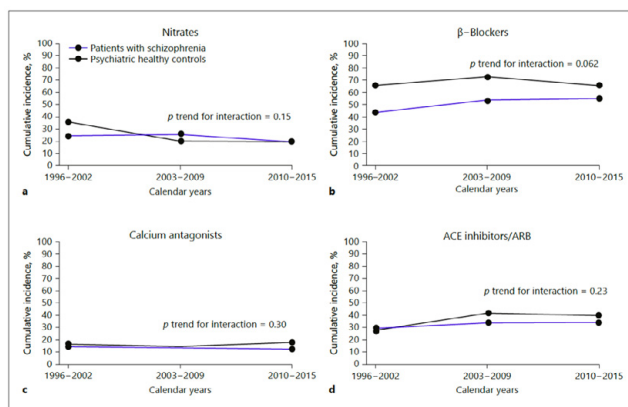 Nitrates
Cumulative incidence, %
100
90
80
70
60
50
40
30
20
10
0
Patients with schizophrenia
Psychiatric healthy controls
p trend for interaction = 0.15
1996–2002
2003–2009
2010–2015
a
Calendar years
β-Blockers
Cumulative incidence, %
100
90
80
70
60
50
40
30
20
10
0
p trend for interaction = 0.062
1996–2002
2003–2009
2010–2015
b
Calendar years
Calcium antagonists
Cumulative incidence, %
100
90
80
70
60
50
40
30
20
10
0
p trend for interaction = 0.30
1996–2002
2003–2009
2010–2015
c
Calendar years
ACE inhibitors/ARB
Cumulative incidence, %
100
90
80
70
60
50
40
30
20
10
0
p trend for interaction = 0.23
1996–2002
2003–2009
2010–2015
d
Calendar years